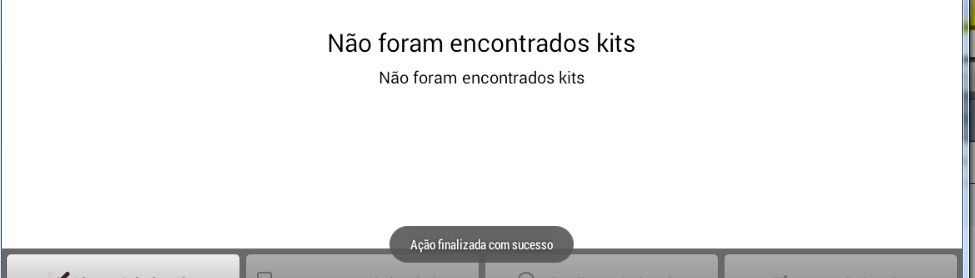 Não foram encontrados kits
Não foram encontrados kits
Ação finalizada com sucesso